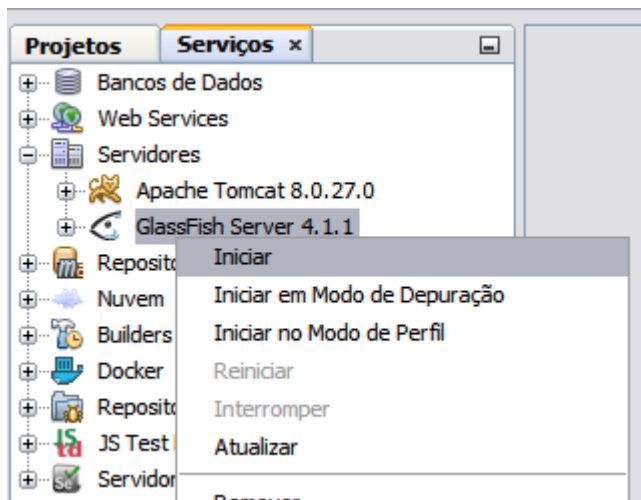 Projetos
Serviços ×
Bancos de Dados
Web Services
Servidores
Apache Tomcat 8.0.27.0
GlassFish Server 4.1.1
Iniciar
Nuvem
Iniciar em Modo de Depuração
Builders
Iniciar no Modo de Perfil
Docker
Reiniciar
Interromper
JS Test
Atualizar